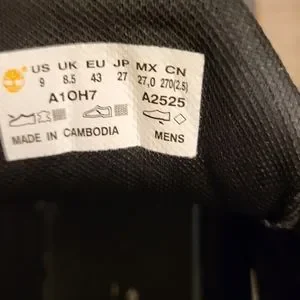 US UK EU JP MX CN
9 8.5 43 27 27,0 270(2.5)
A1OH7 A2525
MADE IN CAMBODIA MENS